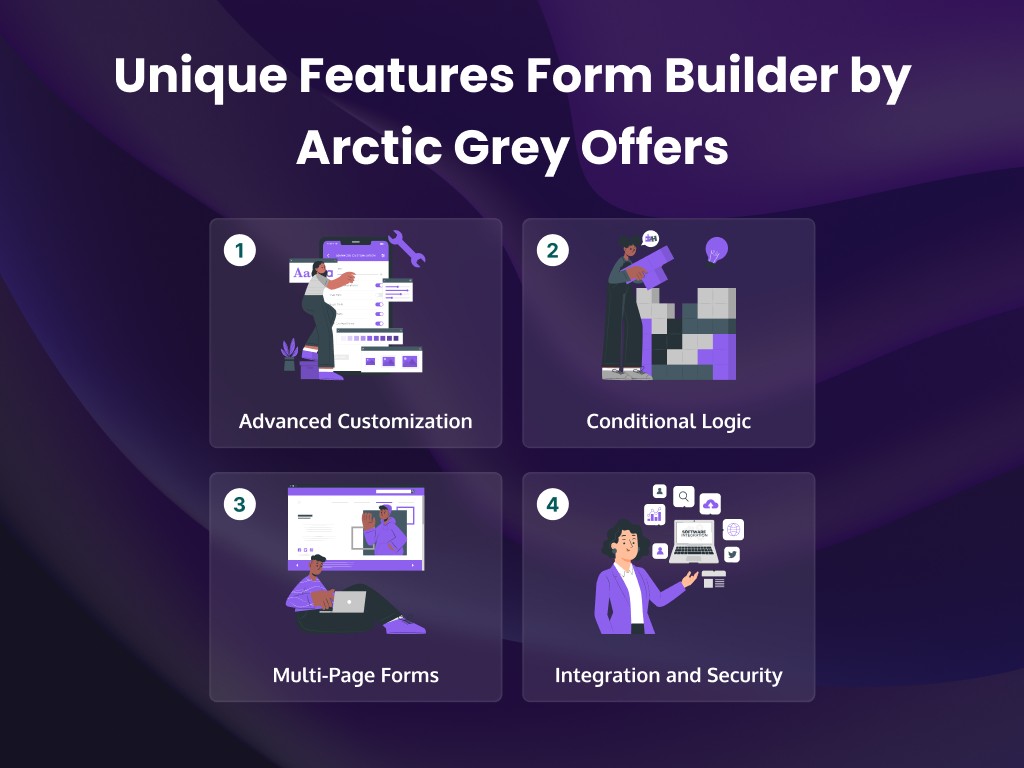 Unique Features Form Builder by
Arctic Grey Offers
1
Aa
2
Advanced Customization
Conditional Logic
3
4
SOFTWARE
INTEGRATION
Multi-Page Forms
Integration and Security